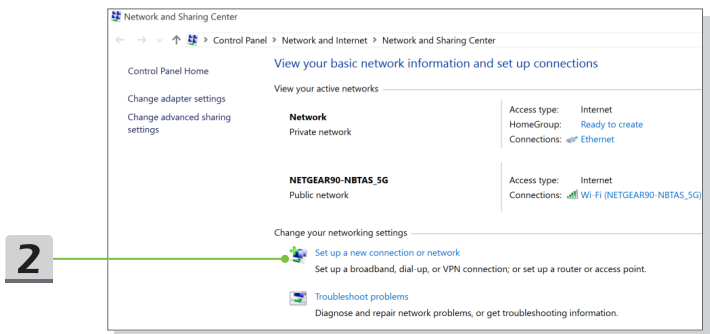 Network and Sharing Center
Control Panel > Network and Internet > Network and Sharing Center
Control Panel Home
Change adapter settings
Change advanced sharing
settings
View your basic network information and set up connections
View your active networks
Network
Private network
Access type: Internet
HomeGroup: Ready to create
Connections: Ethernet
NETGEAR90-NBTAS_5G
Public network
Access type: Internet
Connections: Wi-Fi (NETGEAR90-NBTAS_5G)
Change your networking settings
2
Set up a new connection or network
Set up a broadband, dial-up, or VPN connection; or set up a router or access point.
Troubleshoot problems
Diagnose and repair network problems, or get troubleshooting information.